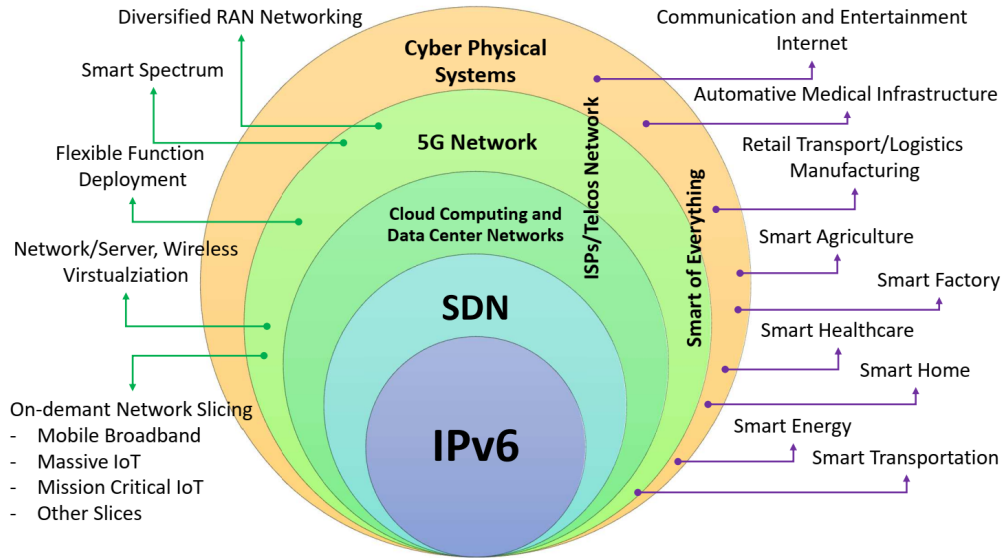 Diversified RAN Networking
Smart Spectrum
Flexible Function
Deployment
Network/Server, Wireless
Virstualziation
On-demant Network Slicing
- Mobile Broadband
- Massive IoT
- Mission Critical IoT
- Other Slices
Cyber Physical
Systems
5G Network
Cloud Computing and
Data Center Networks
SDN
IPv6
ISPs/Telcos Network
Smart of Everything
Communication and Entertainment
Internet
Automative Medical Infrastructure
Retail Transport/Logistics
Manufacturing
Smart Agriculture
Smart Factory
Smart Healthcare
Smart Home
Smart Energy
Smart Transportation